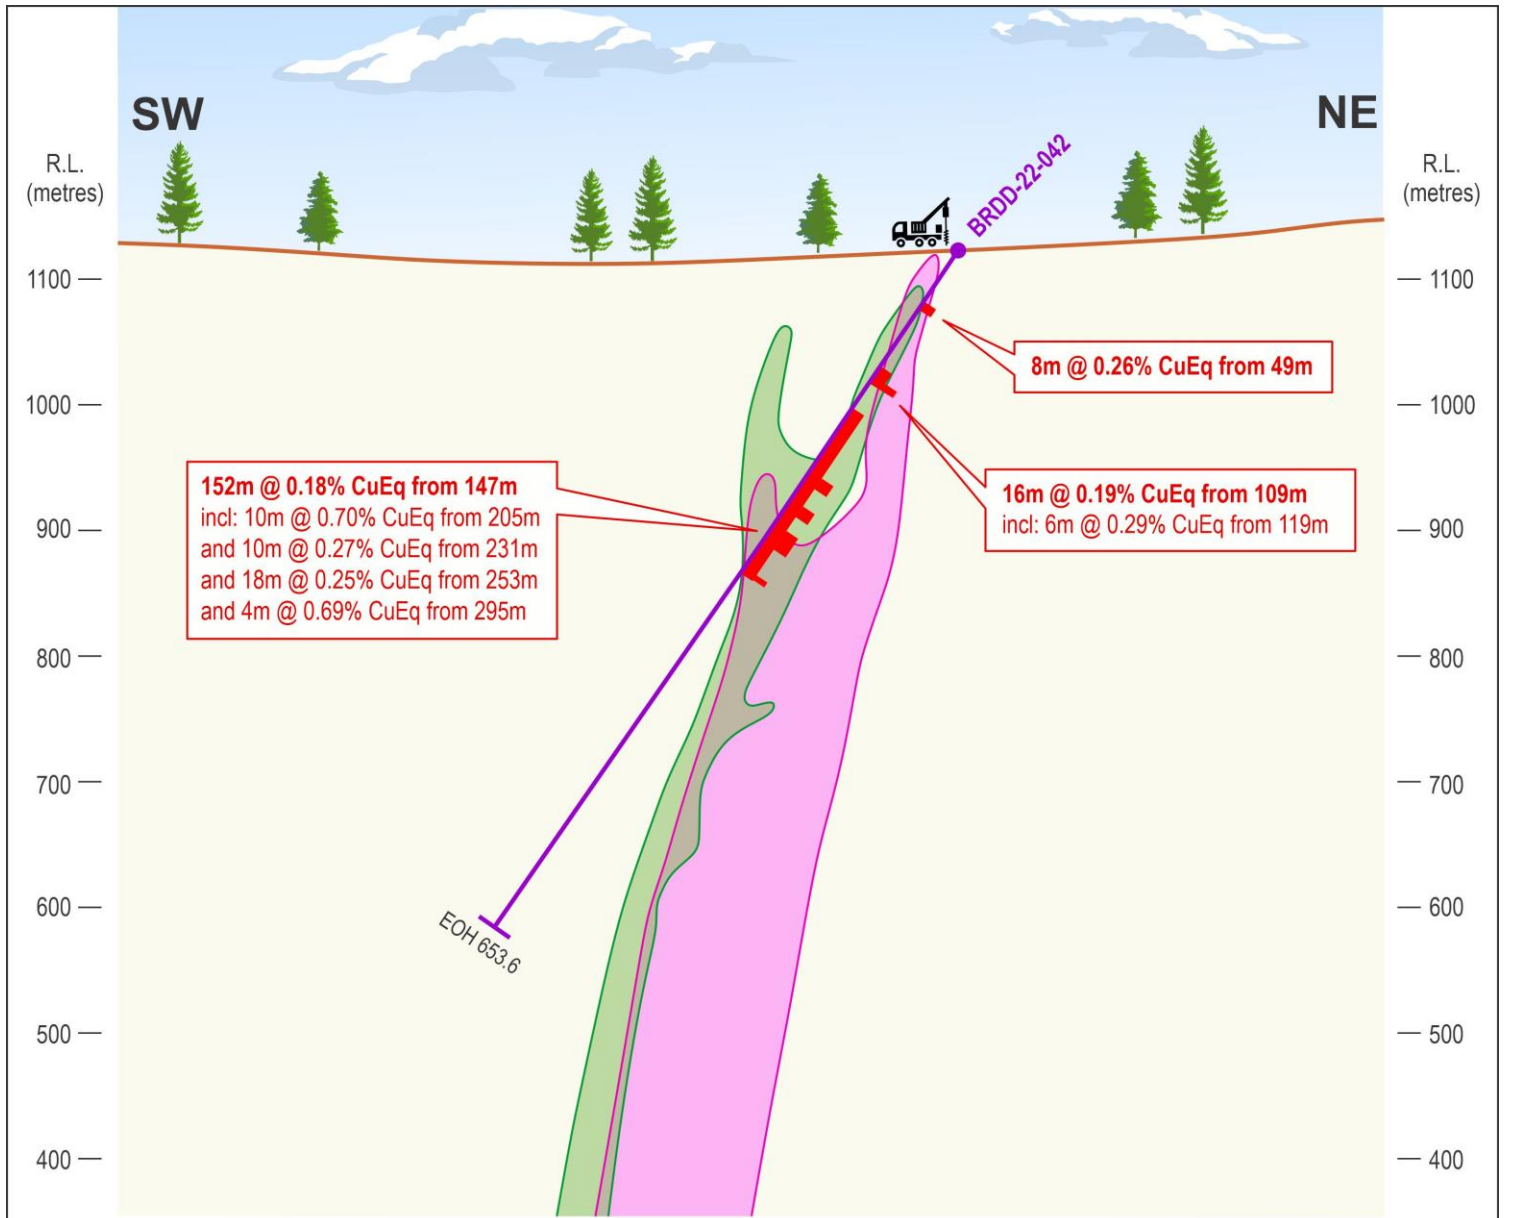 SW
NE
R.L.
(metres)
R.L.
(metres)
BRDD-22-042
1100
1100
8m @ 0.26% CuEq from 49m
1000
1000
152m @ 0.18% CuEq from 147m
incl: 10m @ 0.70% CuEq from 205m
and 10m @ 0.27% CuEq from 231m
and 18m @ 0.25% CuEq from 253m
and 4m @ 0.69% CuEq from 295m
16m @ 0.19% CuEq from 109m
incl: 6m @ 0.29% CuEq from 119m
900
900
800
800
700
700
600
600
EOH 653.6
500
500
400
400